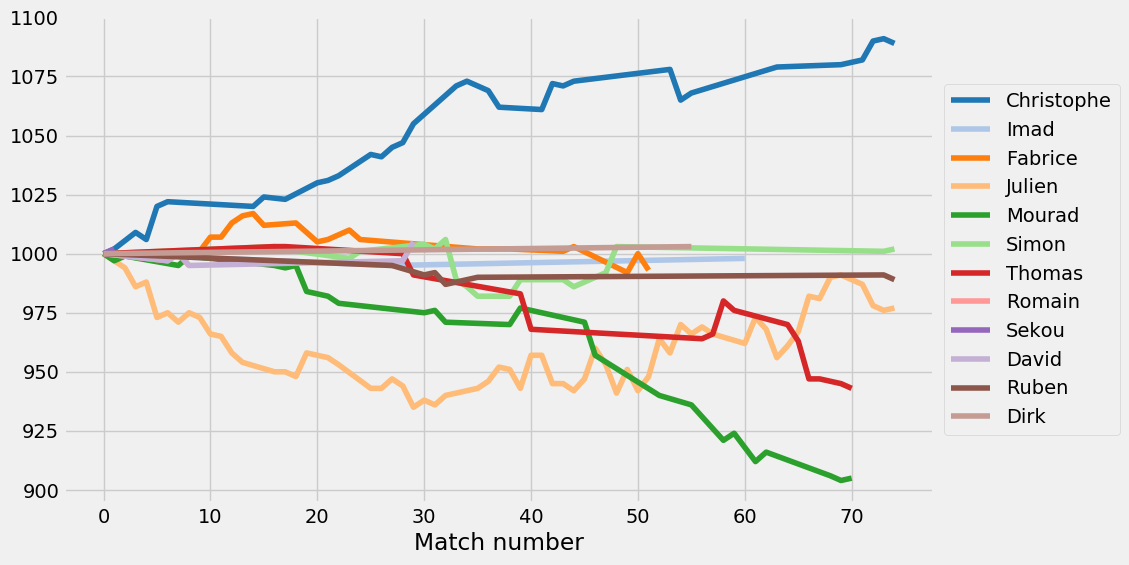 1100
1075
1050
1025
1000
975
950
925
900
0 10 20 30 40 50 60 70
Match number
Christophe
Imad
Fabrice
Julien
Mourad
Simon
Thomas
Romain
Sekou
David
Ruben
Dirk